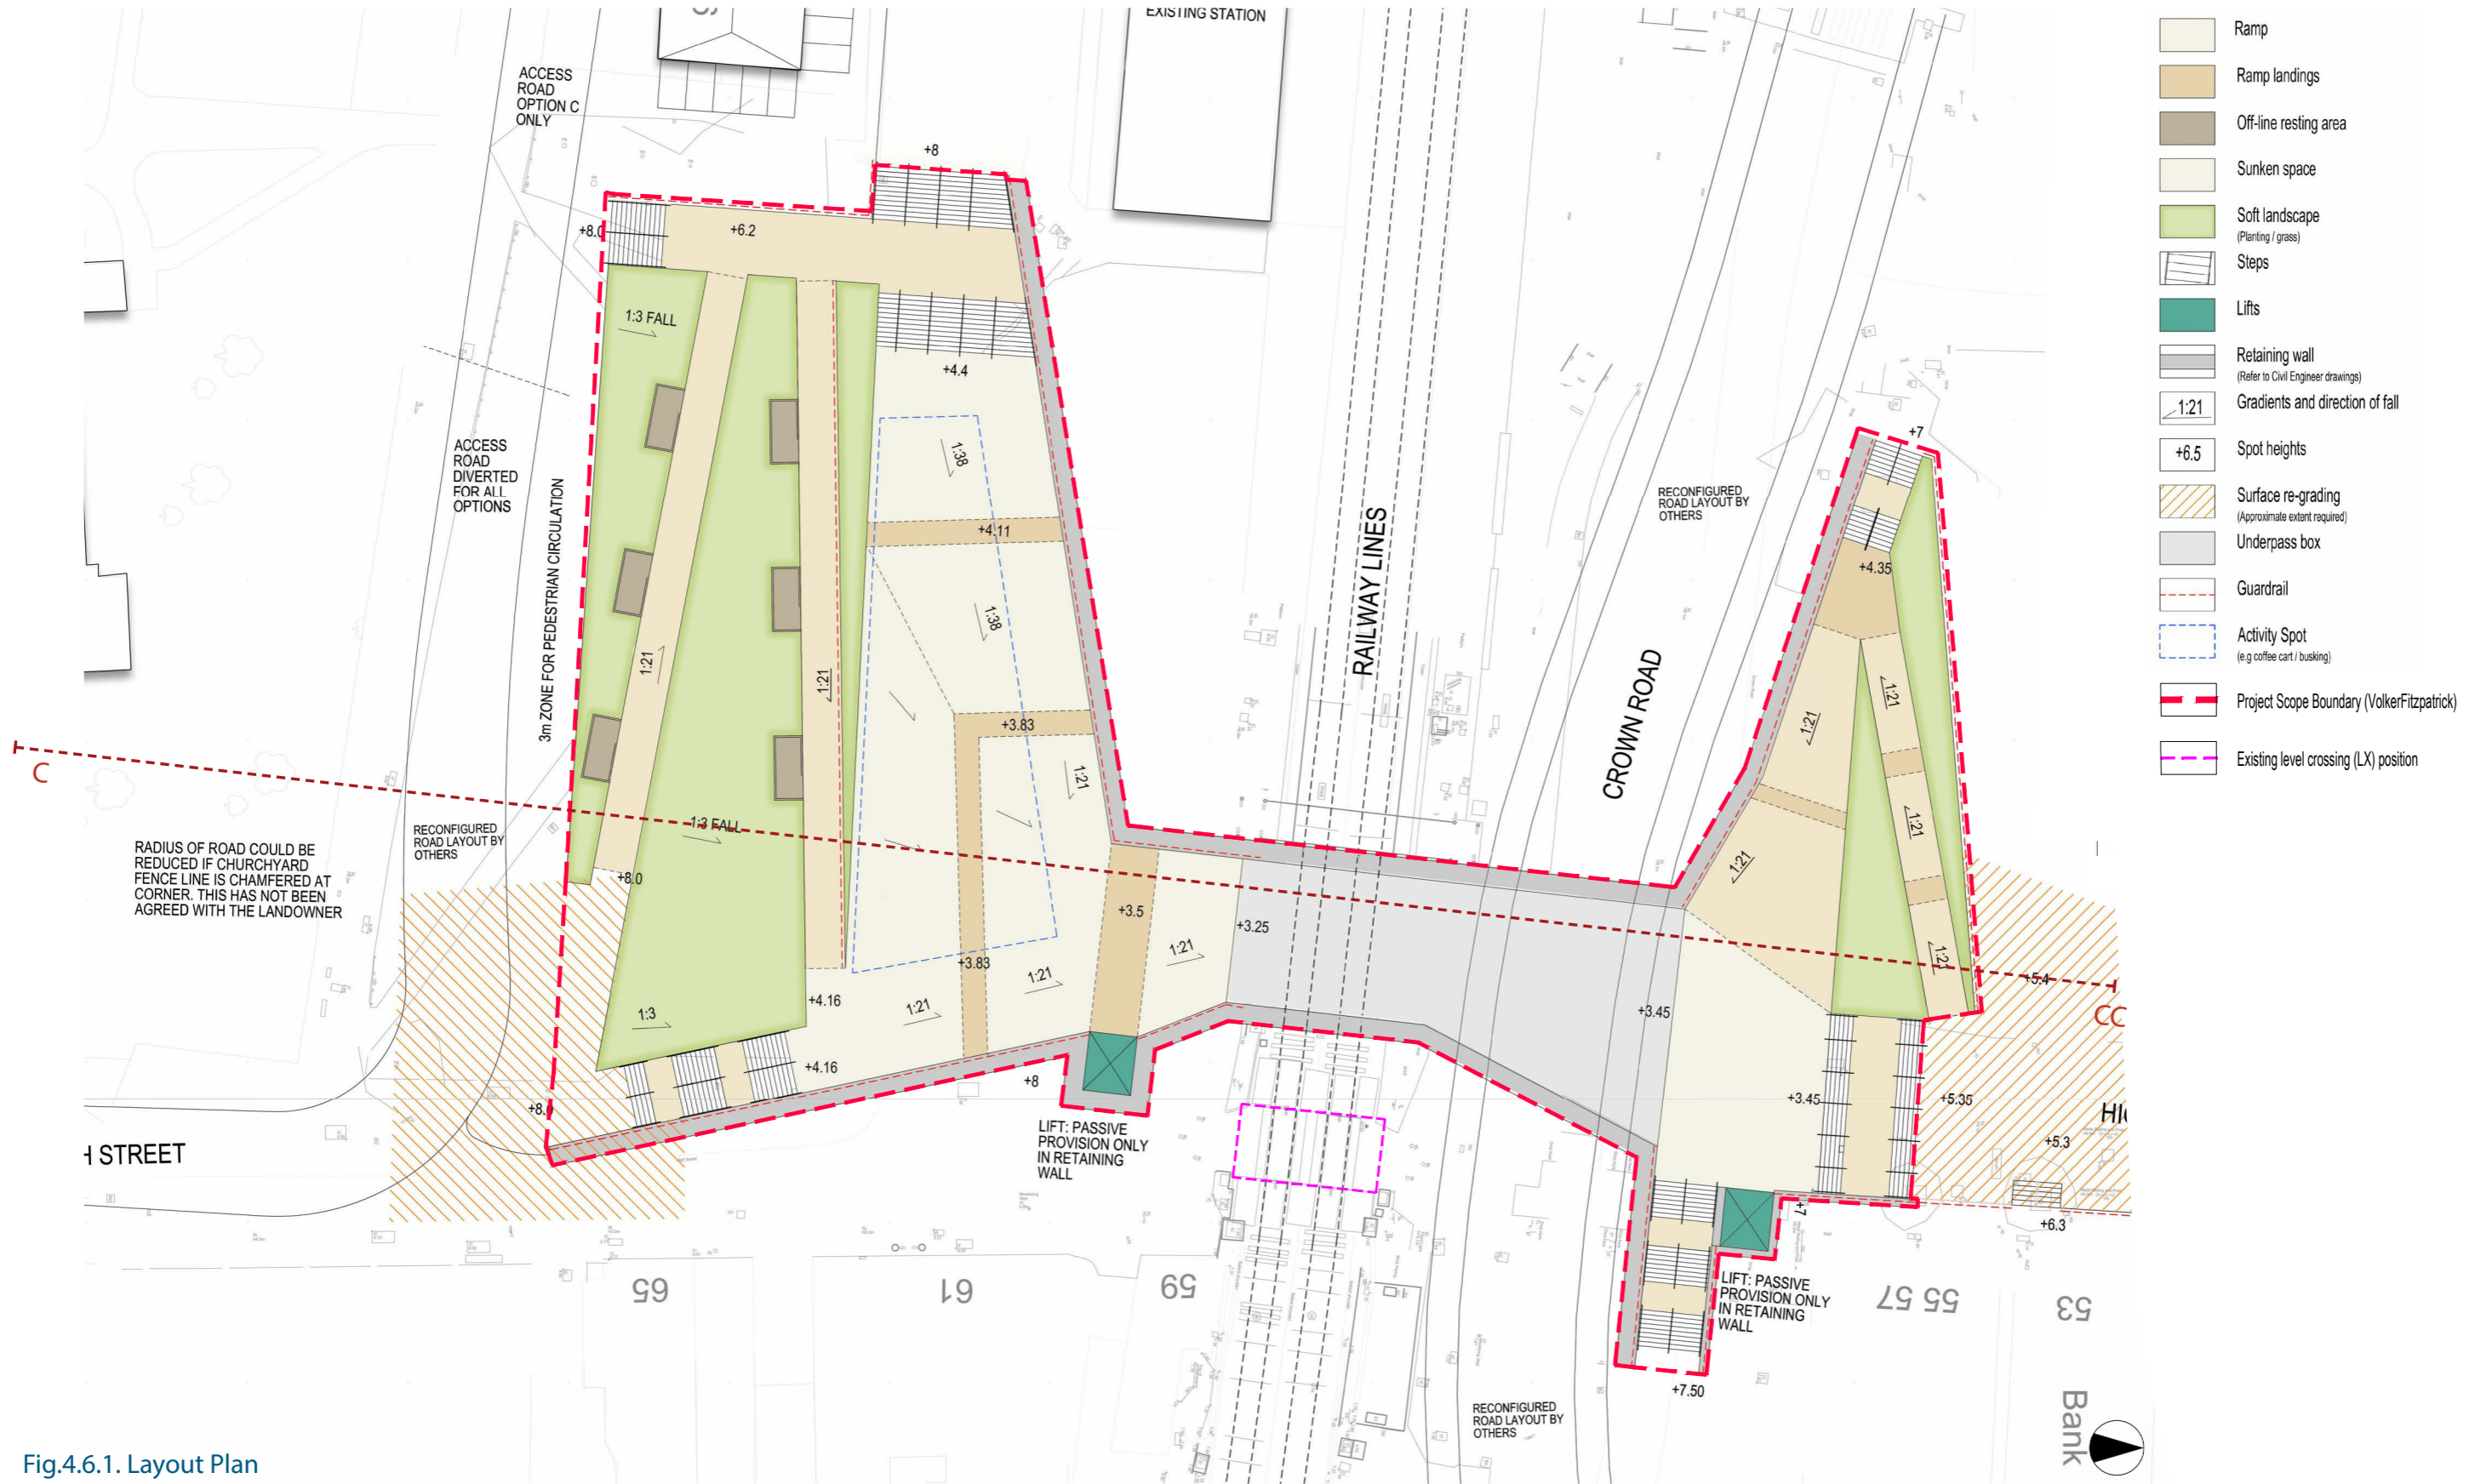 EXISTING STATION
ACCESS
ROAD
OPTION C
ONLY
+8
+8.0
+6.2
1:3 FALL
+4.4
1:38
ACCESS
ROAD
DIVERTED
FOR ALL
OPTIONS
3m ZONE FOR PEDESTRIAN CIRCULATION
+4.11
1:38
1:21
1:21
+3.83
1:21
RAILWAY LINES
CROWN ROAD
RECONFIGURED
ROAD LAYOUT BY
OTHERS
+7
+4.35
1:21
1:21
1:21
1:21
1:21
C
1:3 FALL
RECONFIGURED
ROAD LAYOUT BY
OTHERS
RADIUS OF ROAD COULD BE
REDUCED IF CHURCHYARD
FENCE LINE IS CHAMFERED AT
CORNER. THIS HAS NOT BEEN
AGREED WITH THE LANDOWNER
+8.0
+3.5
+3.25
1:21
+3.83
1:21
1:21
+4.16
1:3
+4.16
+8
+8.0
+3.45
+3.45
+5.35
+5.4
CC
+5.3
+6.3
H STREET
LIFT: PASSIVE
PROVISION ONLY
IN RETAINING
WALL
+7
LIFT: PASSIVE
PROVISION ONLY
IN RETAINING
WALL
+7.50
RECONFIGURED
ROAD LAYOUT BY
OTHERS
65
61
59
57
55
53
Bank
Ramp
Ramp landings
Off-line resting area
Sunken space
Soft landscape
(Planting / grass)
Steps
Lifts
Retaining wall
(Refer to Civil Engineer drawings)
1:21
Gradients and direction of fall
+6.5
Spot heights
Surface re-grading
(Approximate extent required)
Underpass box
Guardrail
Activity Spot
(e.g coffee cart / busking)
Project Scope Boundary (VolkerFitzpatrick)
Existing level crossing (LX) position
Fig.4.6.1. Layout Plan